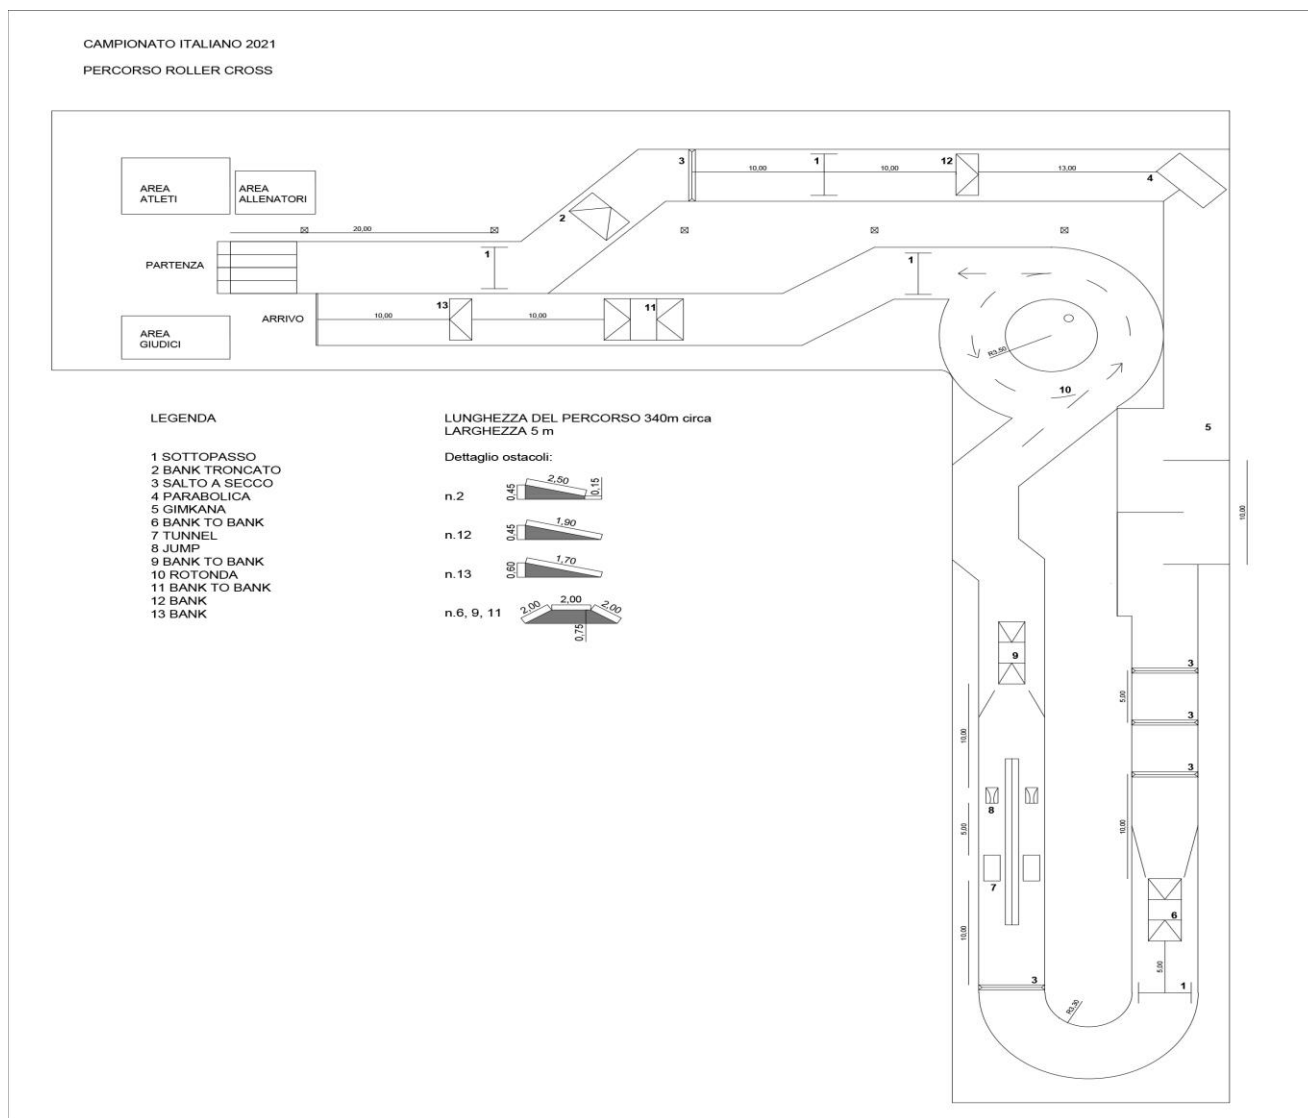 CAMPIONATO ITALIANO 2021
PERCORSO ROLLER CROSS
3
10,00
1
10,00
12
13,00
4
AREA
ATLETI
AREA
ALLENATORI
2
20,00
PARTENZA
1
1
ARRIVO
13
10,00
10,00
11
AREA
GIUDICI
R3,50
10
5
10,00
LEGENDA
1 SOTTOPASSO
2 BANK TRONCATO
3 SALTO A SECCO
4 PARABOLICA
5 GIMKANA
6 BANK TO BANK
7 TUNNEL
8 JUMP
9 BANK TO BANK
10 ROTONDA
11 BANK TO BANK
12 BANK
13 BANK
LUNGHEZZA DEL PERCORSO 340m circa
LARGHEZZA 5 m
Dettaglio ostacoli:
n.2
0,45
2,50
0,15
n.12
0,45
1,90
n.13
0,60
1,70
n.6, 9, 11
2,00
2,00
2,00
0,75
9
3
5,00
3
10,00
3
8
10,00
5,00
7
6
10,00
5,00
3
1
R3,30